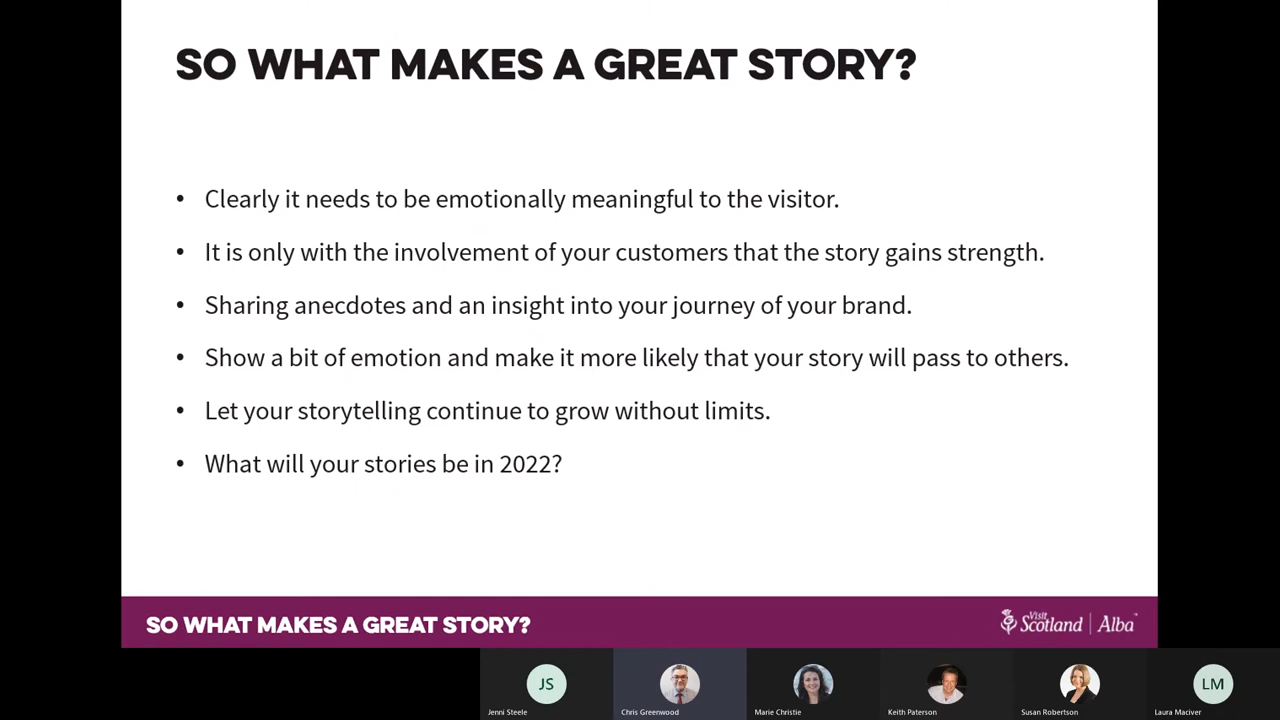 SO WHAT MAKES A GREAT STORY?
• Clearly it needs to be emotionally meaningful to the visitor.
• It is only with the involvement of your customers that the story gains strength.
• Sharing anecdotes and an insight into your journey of your brand.
• Show a bit of emotion and make it more likely that your story will pass to others.
• Let your storytelling continue to grow without limits.
• What will your stories be in 2022?
SO WHAT MAKES A GREAT STORY?
Visit
Scotland | Alba™
JS
LM
Jenni Steele
Chris Greenwood
Marie Christie
Keith Paterson
Susan Robertson
Laura Maciver